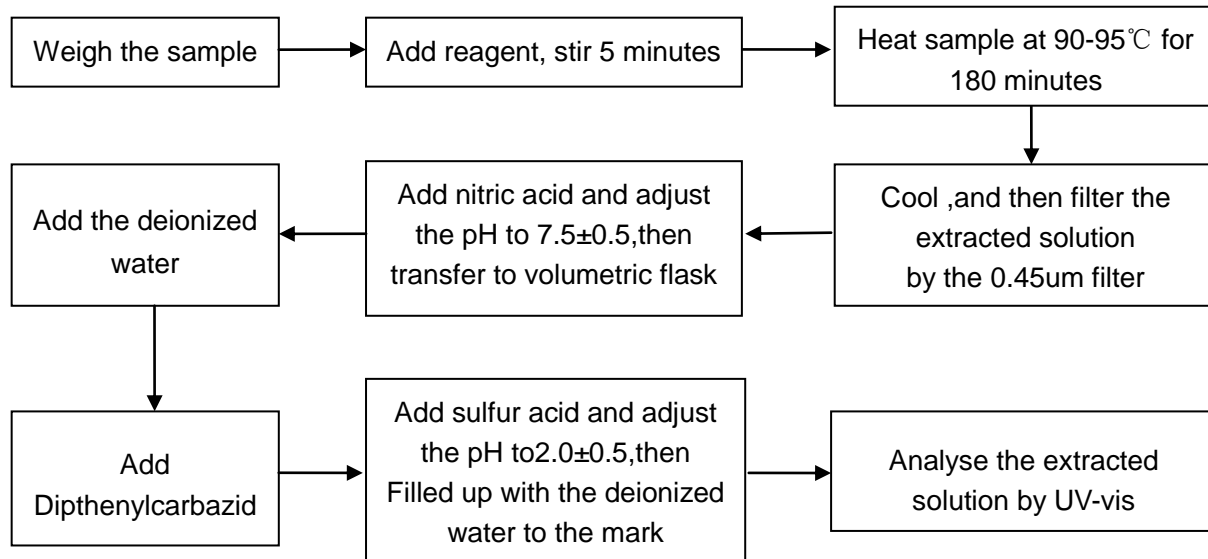 Weigh the sample
Add reagent, stir 5 minutes
Heat sample at 90-95℃ for
180 minutes
Cool ,and then filter the
extracted solution
by the 0.45um filter
Add nitric acid and adjust
the pH to 7.5±0.5,then
transfer to volumetric flask
Add the deionized
water
Add
Dipthenylcarbazid
Add sulfur acid and adjust
the pH to2.0±0.5,then
Filled up with the deionized
water to the mark
Analyse the extracted
solution by UV-vis